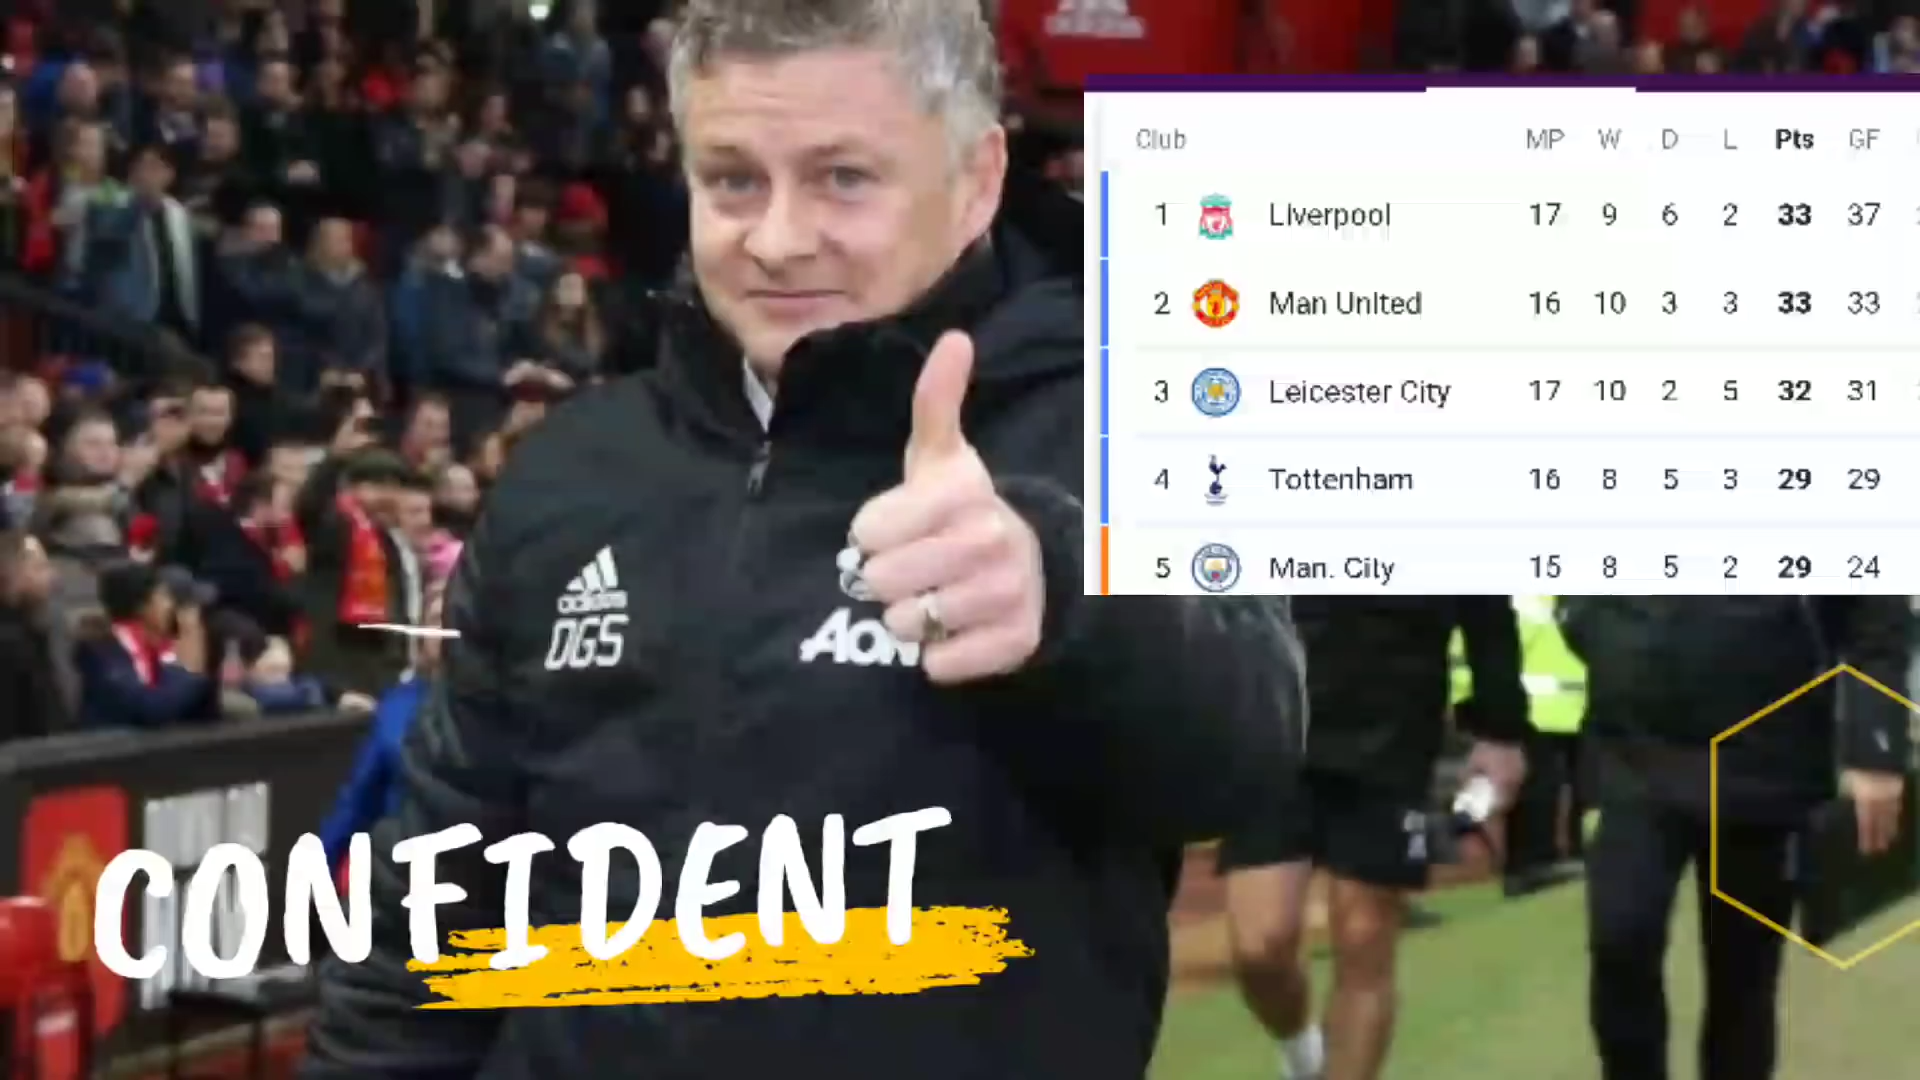 Club MP W D L Pts GF
1 Liverpool 17 9 6 2 33 37
2 Man United 16 10 3 3 33 33
3 Leicester City 17 10 2 5 32 31
4 Tottenham 16 8 5 3 29 29
5 Man. City 15 8 5 2 29 24
adidas
OGS
AON
CONFIDENT